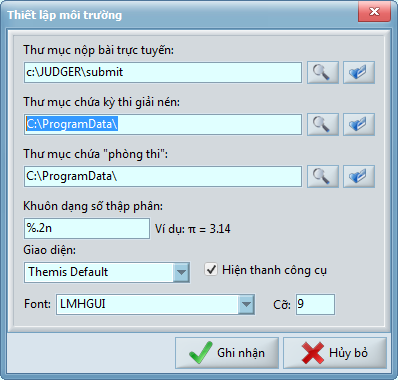 Thiết lập môi trường
Thư mục nộp bài trực tuyến:
c:\JUDGER\submit
Thư mục chứa kỳ thi giải nén:
C:\ProgramData\
Thư mục chứa "phòng thi":
C:\ProgramData\
Khuôn dạng số thập phân:
%.2n Ví dụ: π = 3.14
Giao diện:
Themis Default Hiện thanh công cụ
Font: LMHGUI Cỡ: 9
Ghi nhận Hủy bỏ